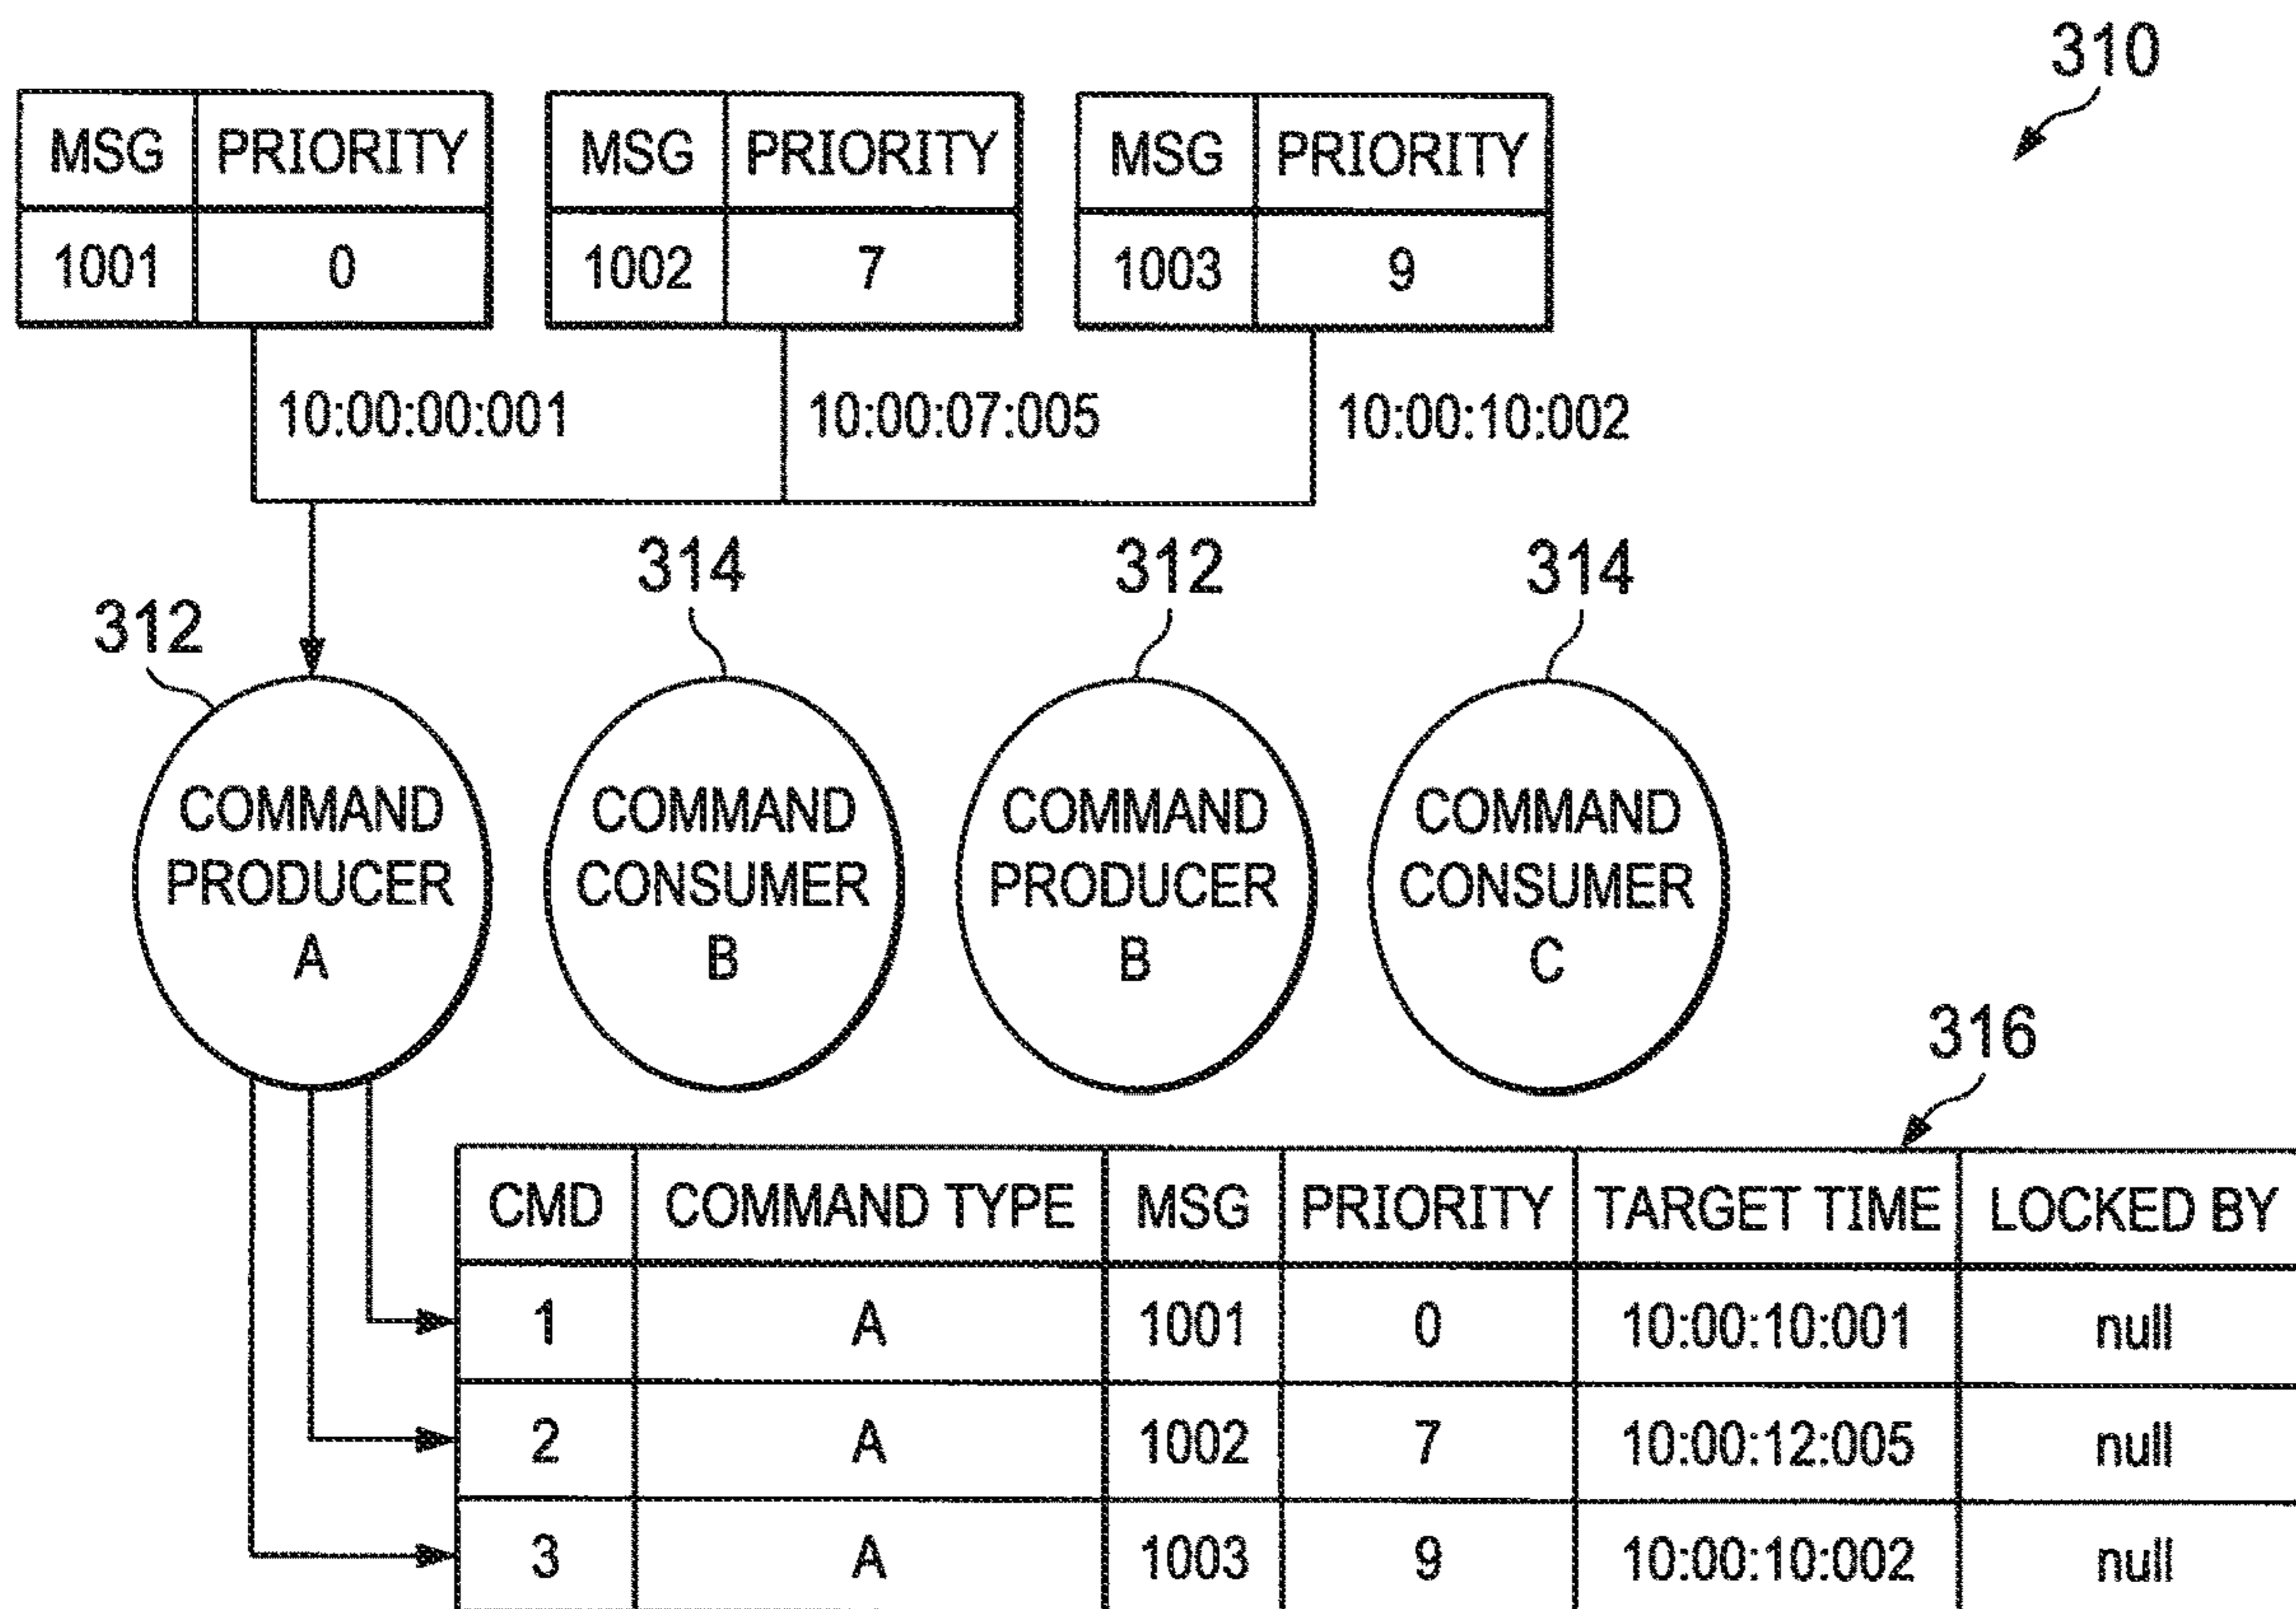 310
MSG PRIORITY MSG PRIORITY MSG PRIORITY
1001 0 1002 7 1003 9
10:00:00:001 10:00:07:005 10:00:10:002
312 314 312 314
COMMAND PRODUCER A
COMMAND CONSUMER B
COMMAND PRODUCER B
COMMAND CONSUMER C
316
CMD COMMAND TYPE MSG PRIORITY TARGET TIME LOCKED BY
1 A 1001 0 10:00:10:001 null
2 A 1002 7 10:00:12:005 null
3 A 1003 9 10:00:10:002 null